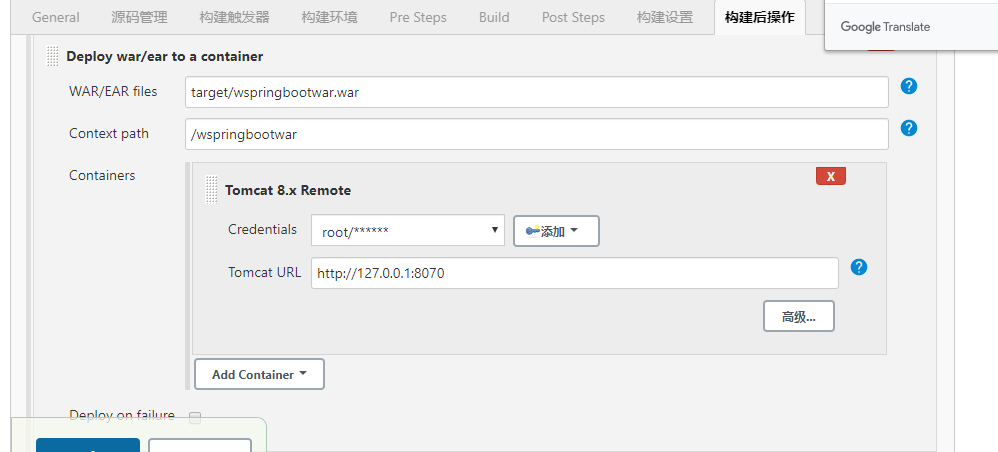 General 源码管理 构建触发器 构建环境 Pre Steps Build Post Steps 构建设置 构建后操作
Google Translate
Deploy war/ear to a container
WAR/EAR files target/wspringbootwar.war ?
Context path /wspringbootwar ?
Containers
Tomcat 8.x Remote X
Credentials root/****** 添加
Tomcat URL http://127.0.0.1:8070 ?
高级...
Add Container
Deploy on failure